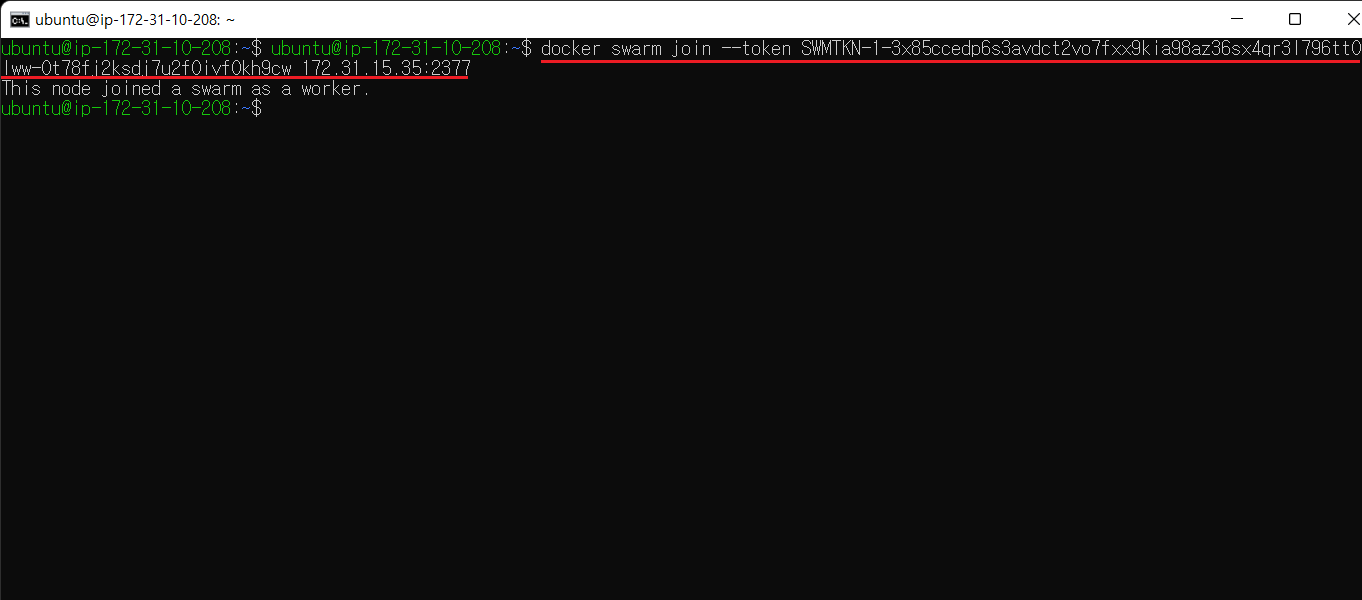 ubuntu@ip-172-31-10-208: ~
ubuntu@ip-172-31-10-208:~$ ubuntu@ip-172-31-10-208:~$ docker swarm join --token SWMTKN-1-3x85ccedp6s3avdct2vo7fxx9kia98az36sx4qr3l796tt0
lww-0t78fj2ksdj7u2f0ivf0kh9cw 172.31.15.35:2377
This node joined a swarm as a worker.
ubuntu@ip-172-31-10-208:~$